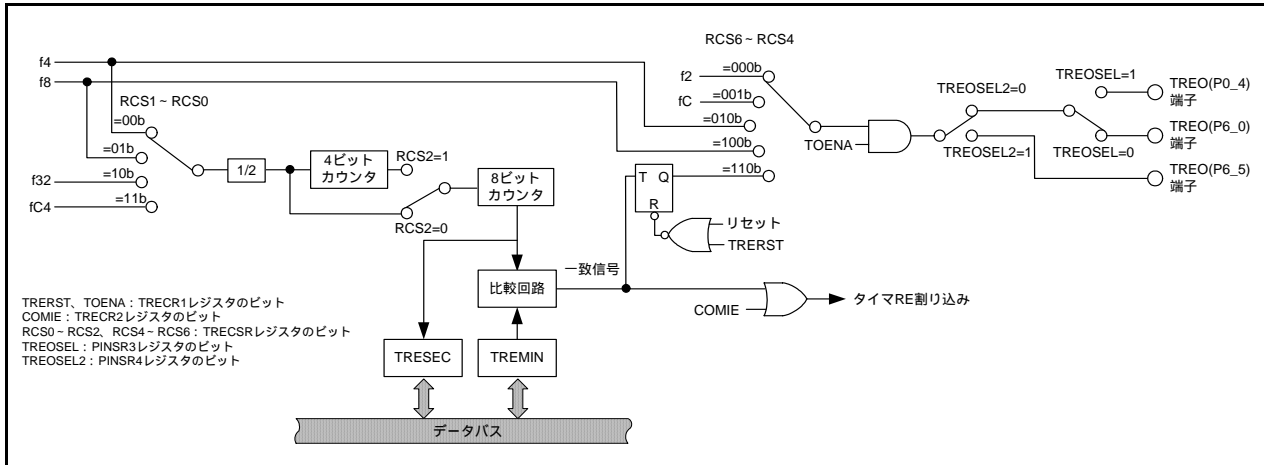 f4
f8
RCS1～RCS0
=00b
=01b
f32
=10b
fC4
=11b
1/2
4ビット
カウンタ
RCS2=1
RCS2=0
8ビット
カウンタ
RCS6～RCS4
f2
=000b
fC
=001b
=010b
=100b
=110b
TOENA
TREOSEL2=0
TREOSEL2=1
TREOSEL=1
TREOSEL=0
TREO(P0_4)
端子
TREO(P6_0)
端子
TREO(P6_5)
端子
T Q
R
リセット
TRERST
一致信号
比較回路
COMIE
タイマRE割り込み
TRESEC
TREMIN
データバス
TRERST、TOENA：TRECR1レジスタのビット
COMIE：TRECR2レジスタのビット
RCS0～RCS2、RCS4～RCS6：TRECSRレジスタのビット
TREOSEL：PINSR3レジスタのビット
TREOSEL2：PINSR4レジスタのビット